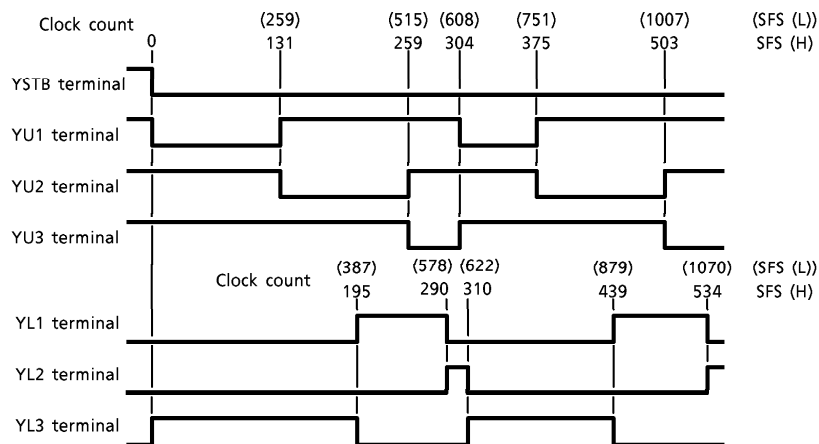 Clock count (259) (515) (608) (751) (1007) (SFS (L))
0 131 259 304 375 503 SFS (H)
YSTB terminal
YU1 terminal
YU2 terminal
YU3 terminal
(387) (578) (622) (879) (1070) (SFS (L))
Clock count 195 290 310 439 534 SFS (H)
YL1 terminal
YL2 terminal
YL3 terminal